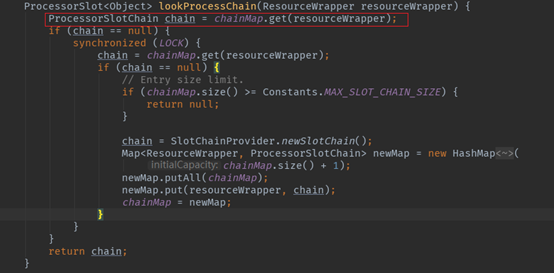 ProcessorSlot<Object> lookProcessChain(ResourceWrapper resourceWrapper) {
    ProcessorSlotChain chain = chainMap.get(resourceWrapper);
    if (chain == null) {
        synchronized (LOCK) {
            chain = chainMap.get(resourceWrapper);
            if (chain == null) {
                // Entry size limit.
                if (chainMap.size() >= Constants.MAX_SLOT_CHAIN_SIZE) {
                    return null;
                }
                chain = SlotChainProvider.newSlotChain();
                Map<ResourceWrapper, ProcessorSlotChain> newMap = new HashMap<~>(
                    initialCapacity: chainMap.size() + 1);
                newMap.putAll(chainMap);
                newMap.put(resourceWrapper, chain);
                chainMap = newMap;
            }
        }
    }
    return chain;
}